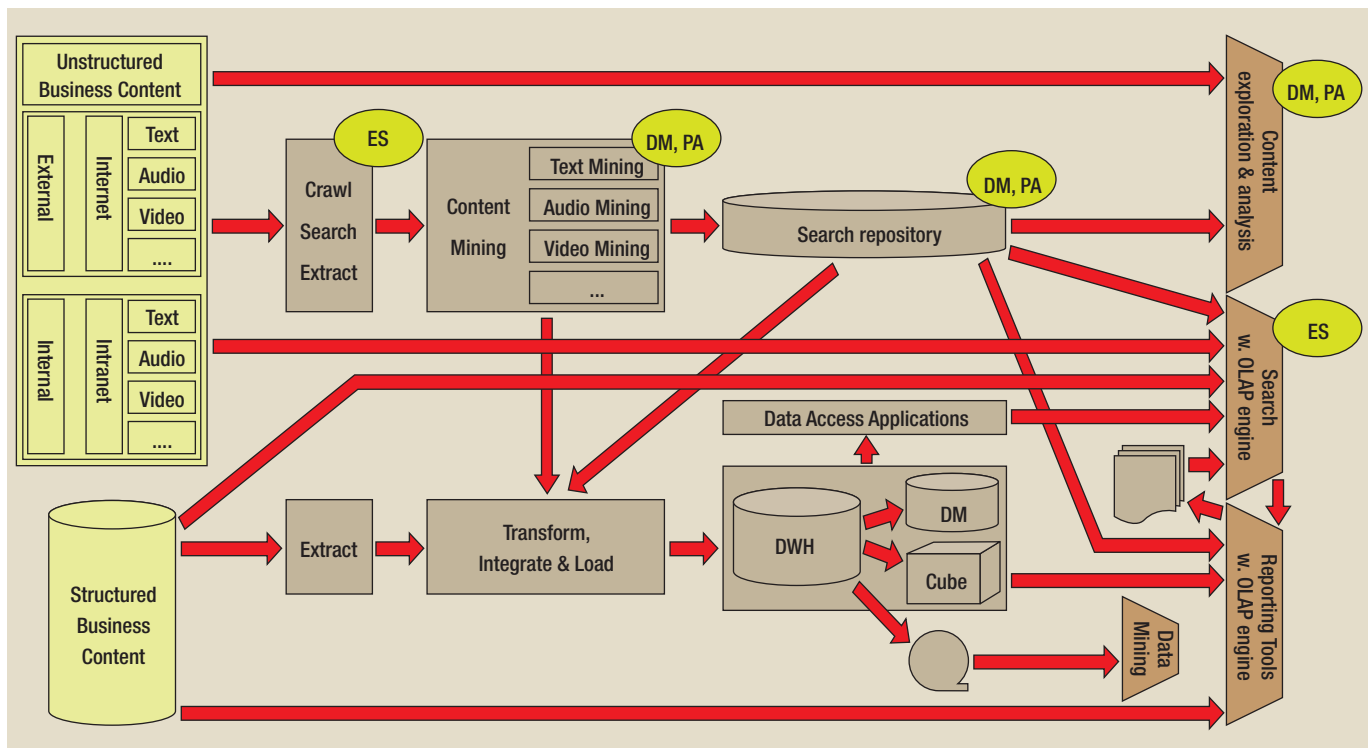 Unstructured
Business Content
External
Internet
Text
Audio
Video
....
Internal
Intranet
Text
Audio
Video
....
Structured
Business
Content
ES
Crawl
Search
Extract
DM, PA
Content
Mining
Text Mining
Audio Mining
Video Mining
...
DM, PA
Search repository
Extract
Transform,
Integrate & Load
Data Access Applications
DWH
DM
Cube
Data
Mining
DM, PA
Content
exploration & analysis
ES
Search
w. OLAP engine
Reporting Tools
w. OLAP engine